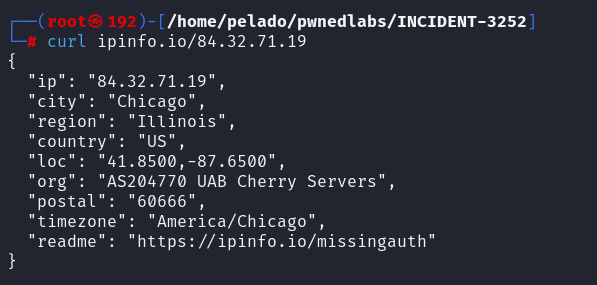 ┌──(root㉿192)-[/home/pelado/pwnedlabs/INCIDENT-3252]
└─# curl ipinfo.io/84.32.71.19
{
  "ip": "84.32.71.19",
  "city": "Chicago",
  "region": "Illinois",
  "country": "US",
  "loc": "41.8500,-87.6500",
  "org": "AS204770 UAB Cherry Servers",
  "postal": "60666",
  "timezone": "America/Chicago",
  "readme": "https://ipinfo.io/missingauth"
}